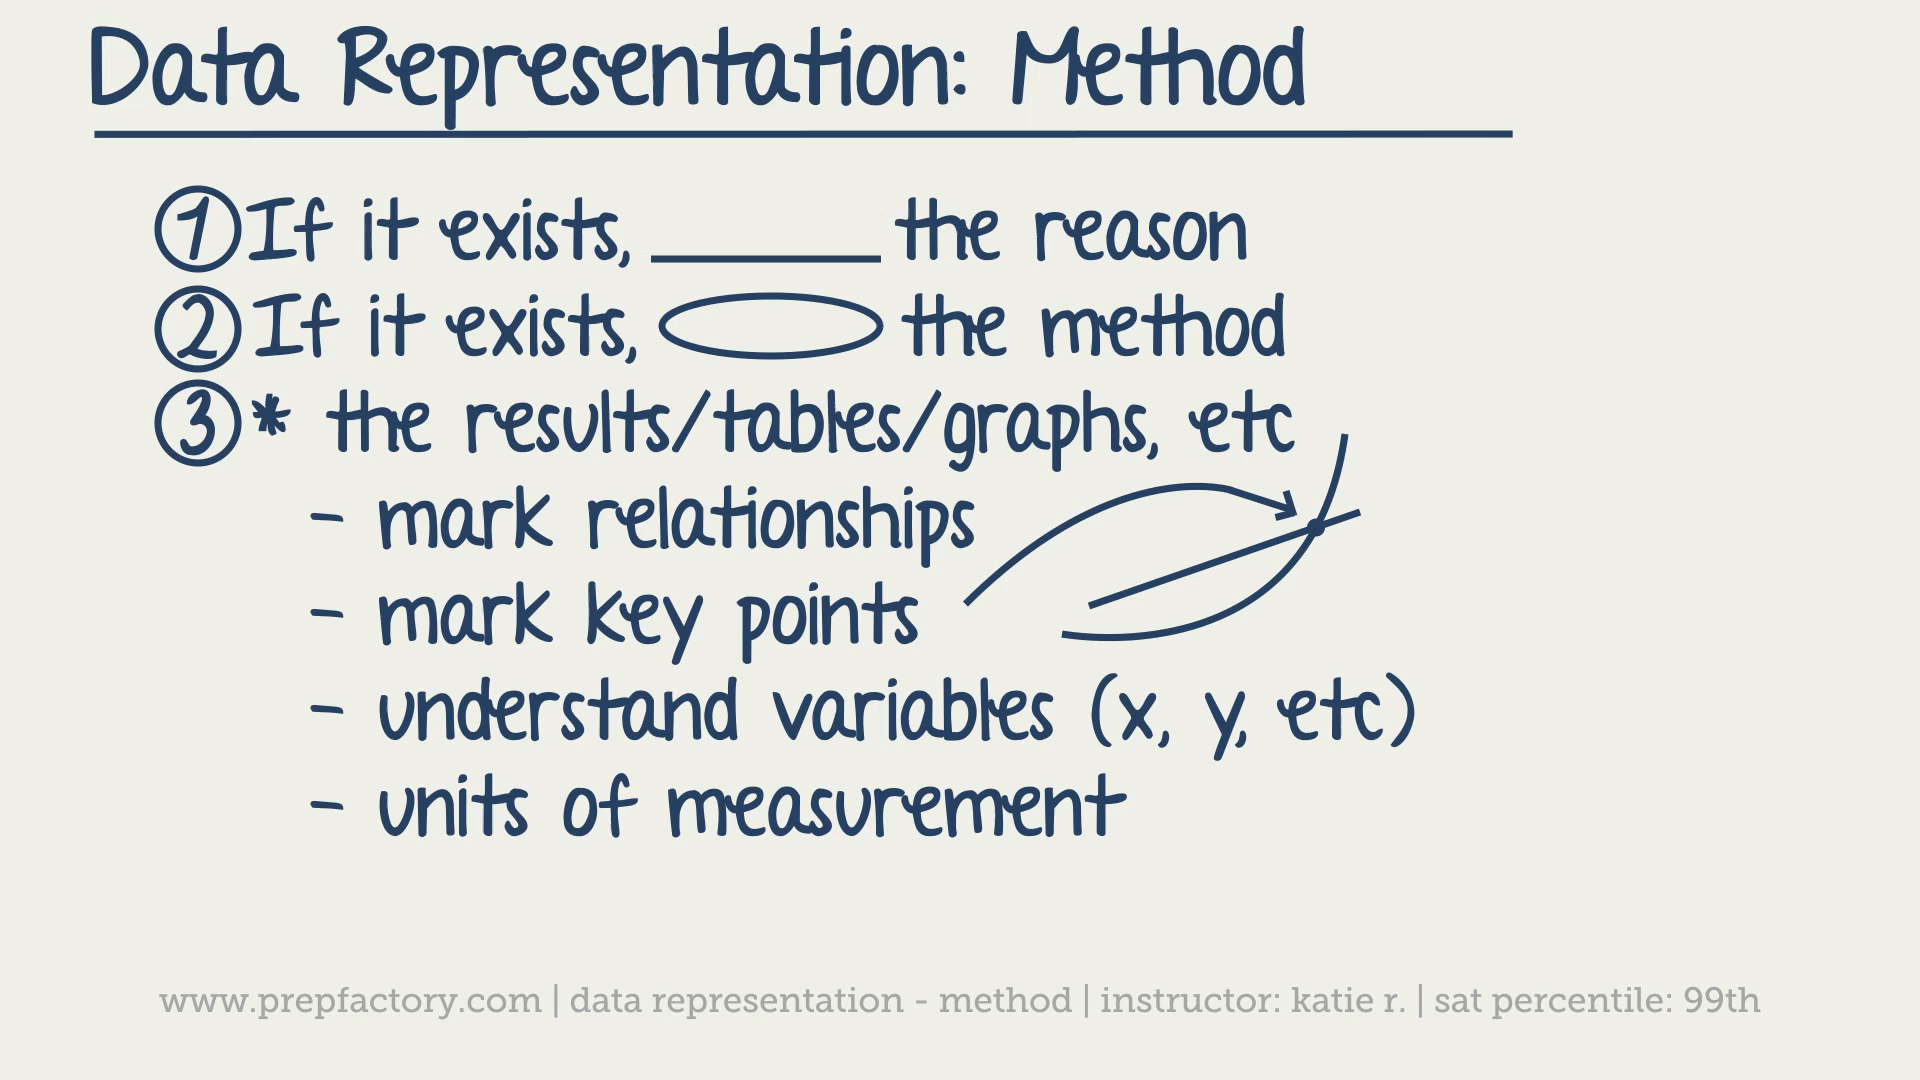 Data Representation: Method
1 If it exists, ______ the reason
2 If it exists, the method
3 * the results/tables/graphs, etc
- mark relationships
- mark key points
- understand variables (x, y, etc)
- units of measurement
www.prepfactory.com | data representation - method | instructor: katie r. | sat percentile: 99th